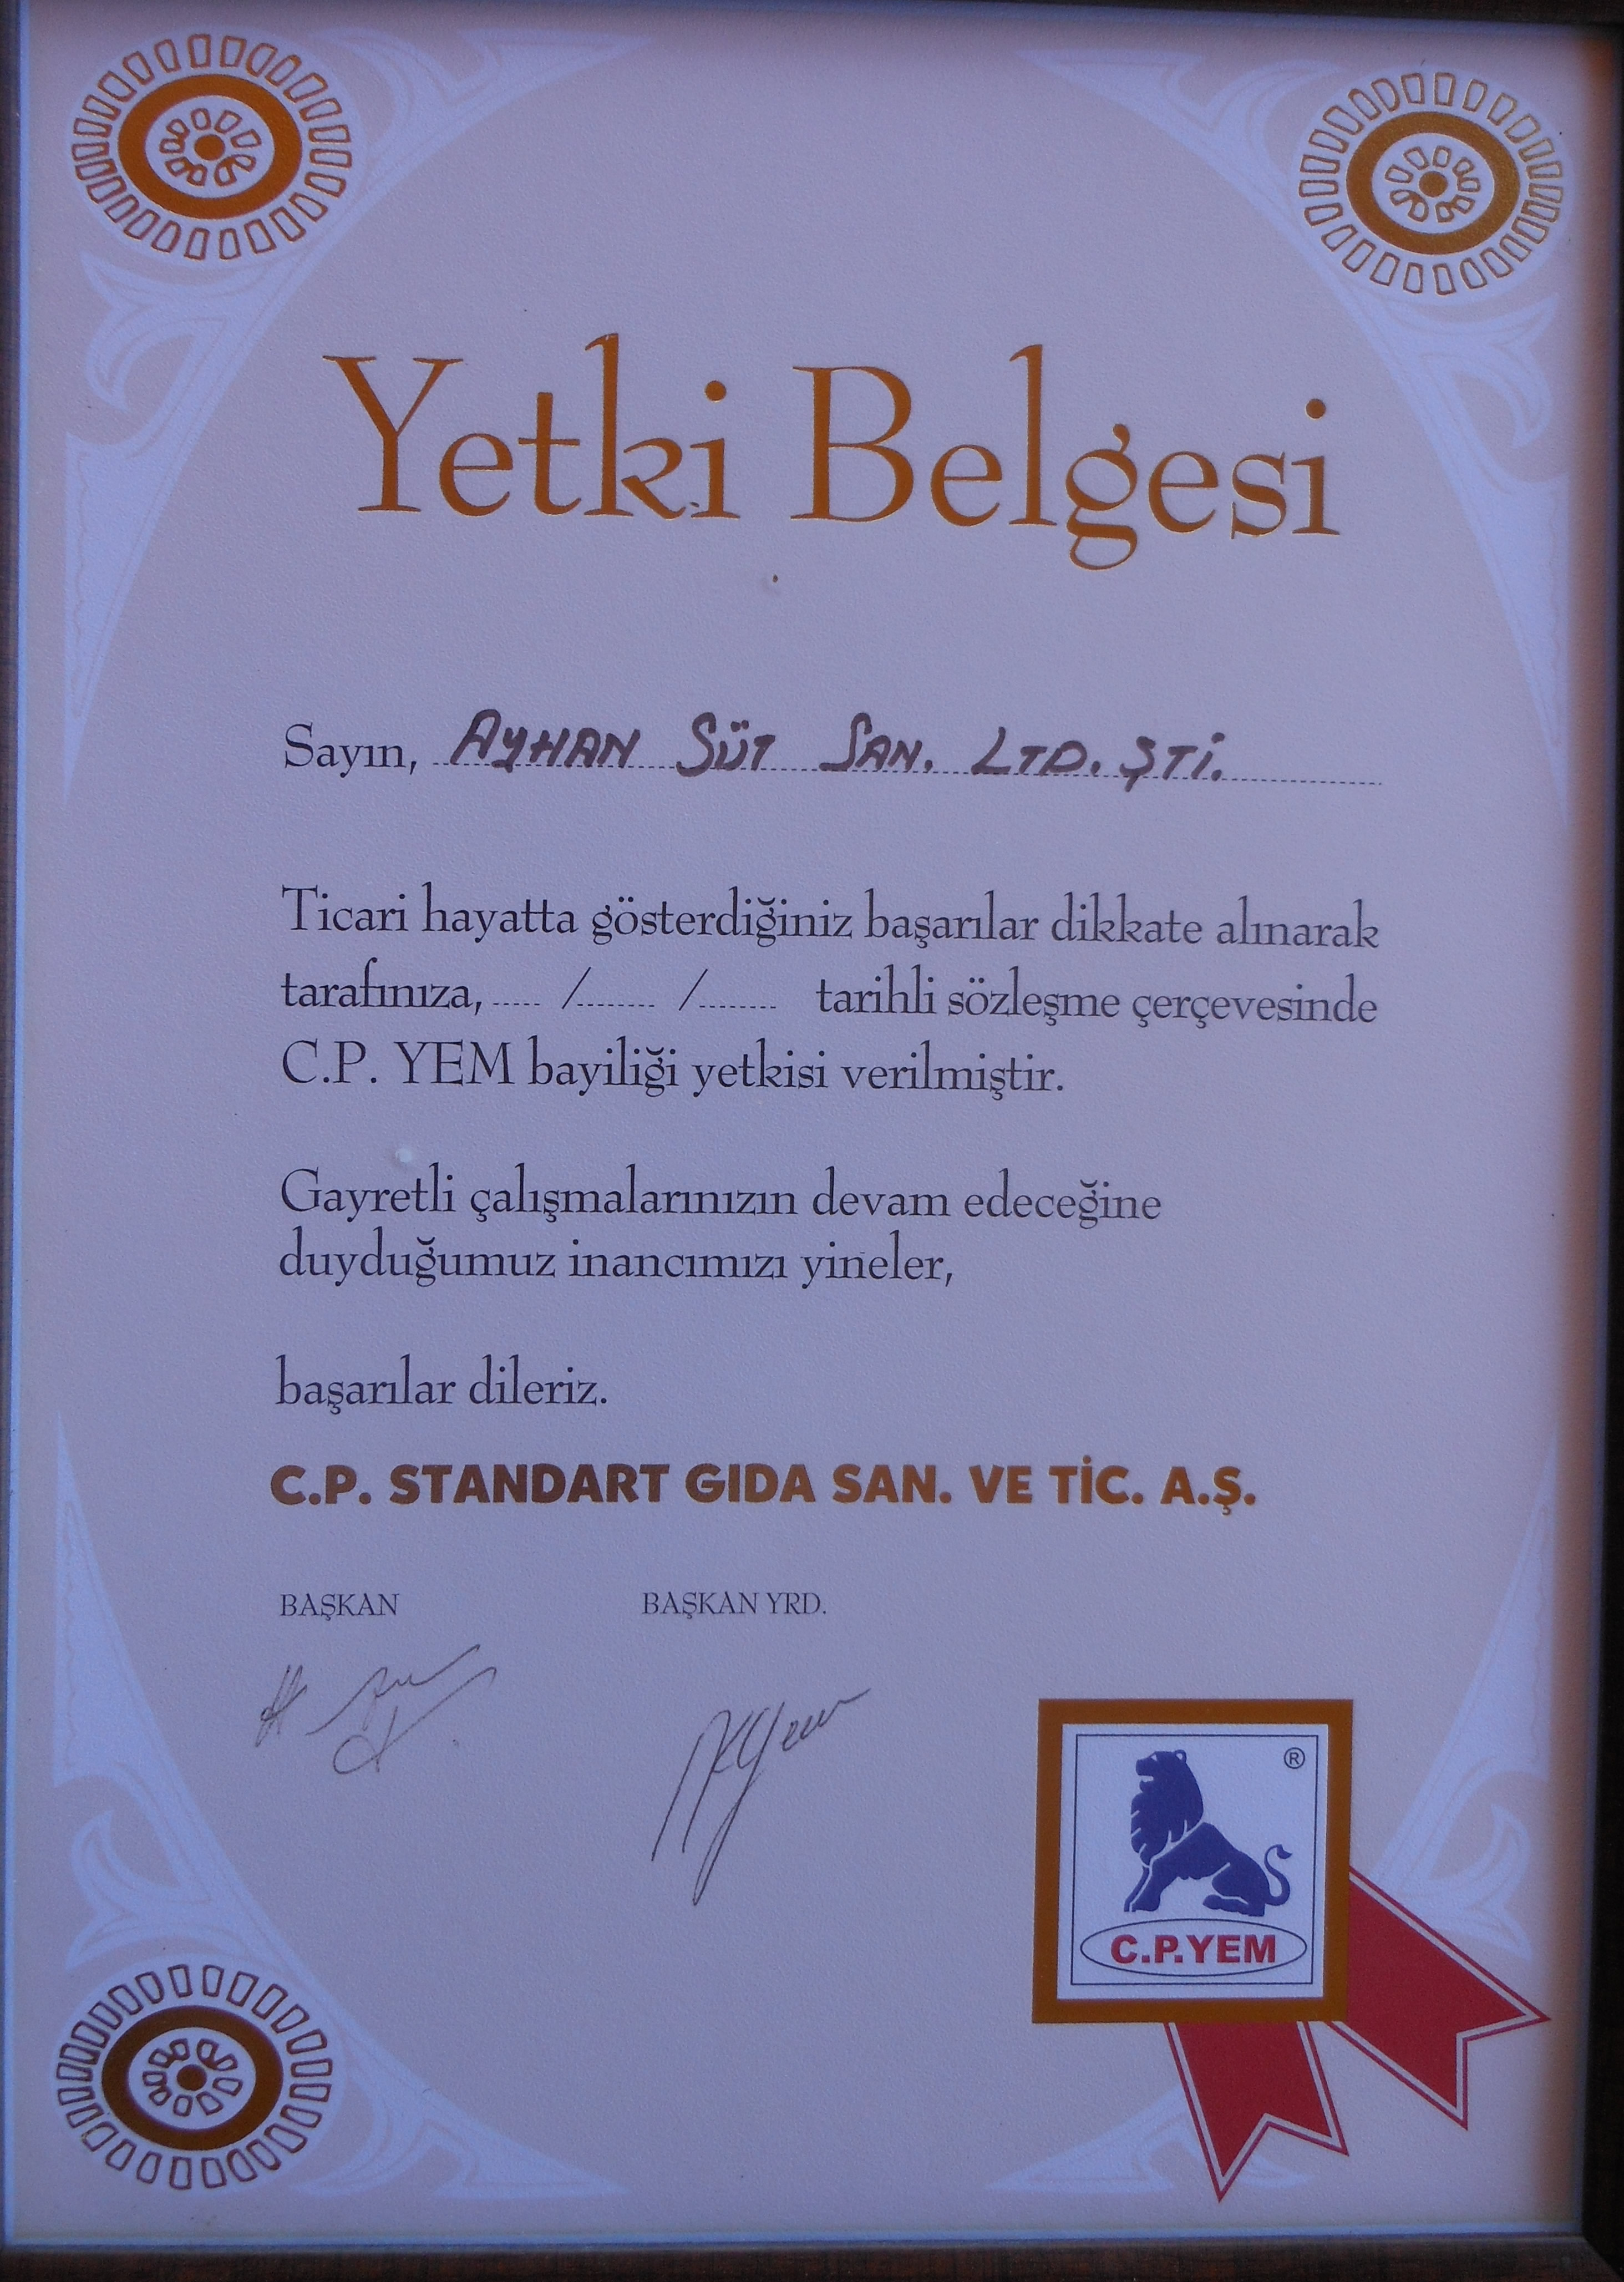 Yetki Belgesi
Sayın, AYHAN SÜT SAN. LTD. ŞTİ.
Ticari hayatta gösterdiğiniz başarılar dikkate alınarak
tarafınıza, ..... /........ /........ tarihli sözleşme çerçevesinde
C.P. YEM bayiliği yetkisi verilmiştir.
Gayretli çalışmalarınızın devam edeceğine
duyduğumuz inancımızı yineler,
başarılar dileriz.
C.P. STANDART GIDA SAN. VE TİC. A.Ş.
BAŞKAN BAŞKAN YRD.
®
C.P.YEM